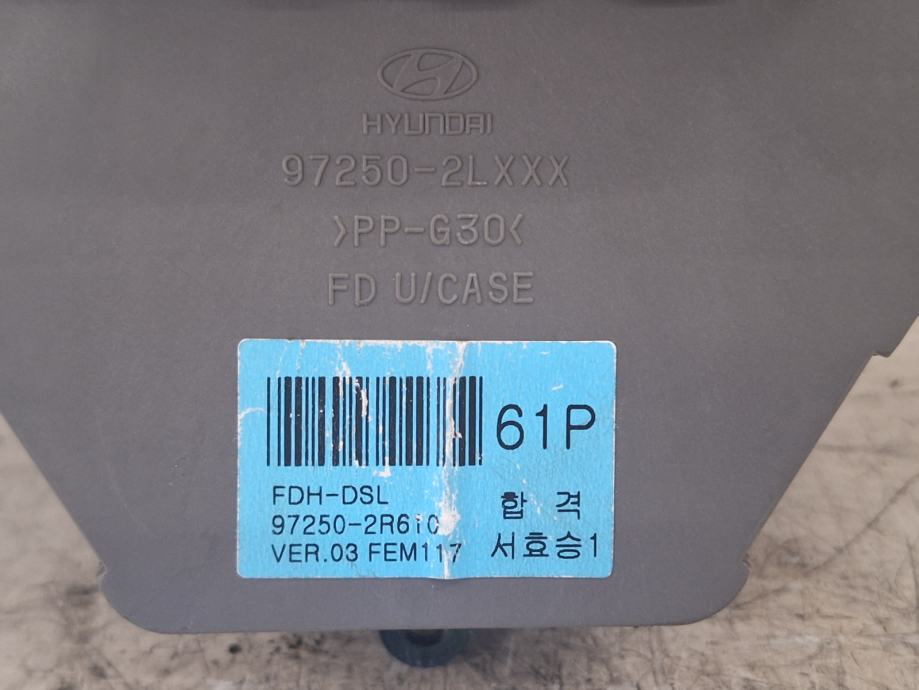 HYUNDAI
97250-2LXXX
>PP-G30<
FD U/CASE
61P
FDH-DSL
97250-2R610
VER.03 FEM117
합 격
서효승1